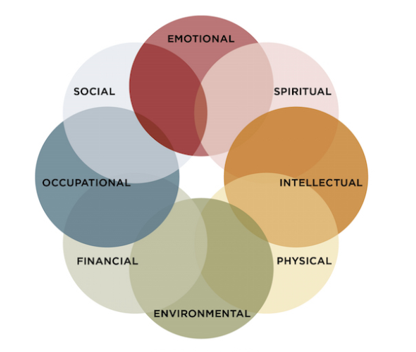 EMOTIONAL
SOCIAL
SPIRITUAL
OCCUPATIONAL
INTELLECTUAL
FINANCIAL
PHYSICAL
ENVIRONMENTAL